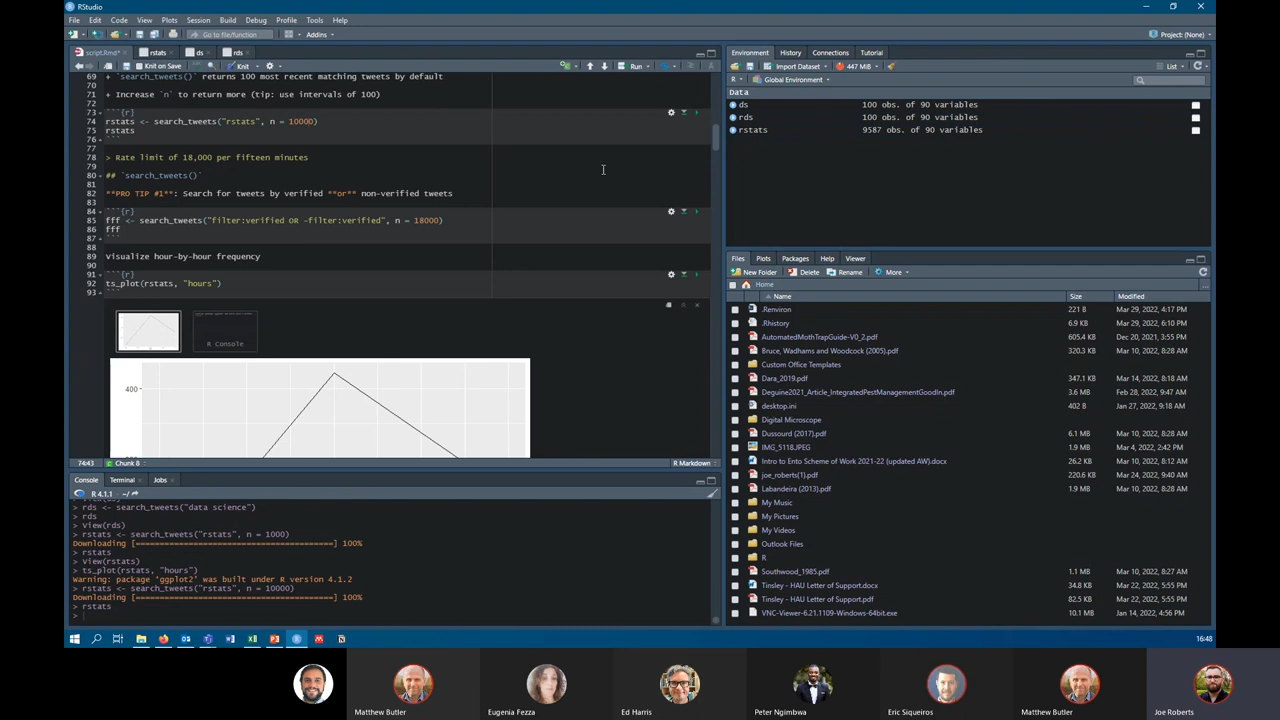 RStudio
File Edit Code View Plots Session Build Debug Profile Tools Help
Go to file/function Addins Project: (None)
script.Rmd* rstats ds rds
Knit on Save Knit Run
69 + `search_tweets()` returns 100 most recent matching tweets by default
70
71 + Increase `n` to return more (tip: use intervals of 100)
72
73 ```{r}
74 rstats <- search_tweets("rstats", n = 10000)
75 rstats
76 ```
77
78 > Rate limit of 18,000 per fifteen minutes
79
80 ## `search_tweets()`
81
82 **PRO TIP #1**: Search for tweets by verified **or** non-verified tweets
83
84 ```{r}
85 fff <- search_tweets("filter:verified OR -filter:verified", n = 18000)
86 fff
87 ```
88
89 visualize hour-by-hour frequency
90
91 ```{r}
92 ts_plot(rstats, "hours")
93 ```
R Console
400
74:43 Chunk 8 R Markdown
Console Terminal Jobs
R 4.1.1 ~/
> View(ds)
> rds <- search_tweets("data science")
> rds
> View(rds)
> rstats <- search_tweets("rstats", n = 1000)
Downloading [=========================================] 100%
> rstats
> View(rstats)
> ts_plot(rstats, "hours")
Warning: package 'ggplot2' was built under R version 4.1.2
> rstats <- search_tweets("rstats", n = 10000)
Downloading [=========================================] 100%
> rstats
>
Environment History Connections Tutorial
Import Dataset 447 MiB List
R Global Environment
Data
ds 100 obs. of 90 variables
rds 100 obs. of 90 variables
rstats 9587 obs. of 90 variables
Files Plots Packages Help Viewer
New Folder Delete Rename More
Home
Name Size Modified
.Renviron 221 B Mar 29, 2022, 4:17 PM
.Rhistory 6.9 KB Mar 29, 2022, 6:10 PM
AutomatedMothTrapGuide-V0_2.pdf 605.4 KB Dec 20, 2021, 3:55 PM
Bruce, Wadhams and Woodcock (2005).pdf 320.3 KB Mar 10, 2022, 8:28 AM
Custom Office Templates
Dara_2019.pdf 347.1 KB Mar 14, 2022, 8:18 AM
Deguine2021_Article_IntegratedPestManagementGoodIn.pdf 3.6 MB Feb 28, 2022, 9:47 AM
desktop.ini 402 B Jan 27, 2022, 9:18 AM
Digital Microscope
Dussourd (2017).pdf 6.1 MB Mar 10, 2022, 8:28 AM
IMG_5118.JPEG 1.9 MB Mar 4, 2022, 2:42 PM
Intro to Ento Scheme of Work 2021-22 (updated AW).docx 26.2 KB Mar 10, 2022, 8:28 AM
joe_roberts(1).pdf 220.6 KB Mar 24, 2022, 9:40 AM
Labandeira (2013).pdf 1.9 MB Mar 10, 2022, 8:28 AM
My Music
My Pictures
My Videos
Outlook Files
R
Southwood_1985.pdf 1.1 MB Mar 10, 2022, 8:27 AM
Tinsley - HAU Letter of Support.docx 34.8 KB Mar 22, 2022, 5:55 PM
Tinsley - HAU Letter of Support.pdf 82.5 KB Mar 22, 2022, 5:55 PM
VNC-Viewer-6.21.1109-Windows-64bit.exe 10.1 MB Jan 14, 2022, 4:56 PM
16:48
Matthew Butler Eugenia Fezza Ed Harris Peter Ngimbwa Eric Siqueiros Matthew Butler Joe Roberts